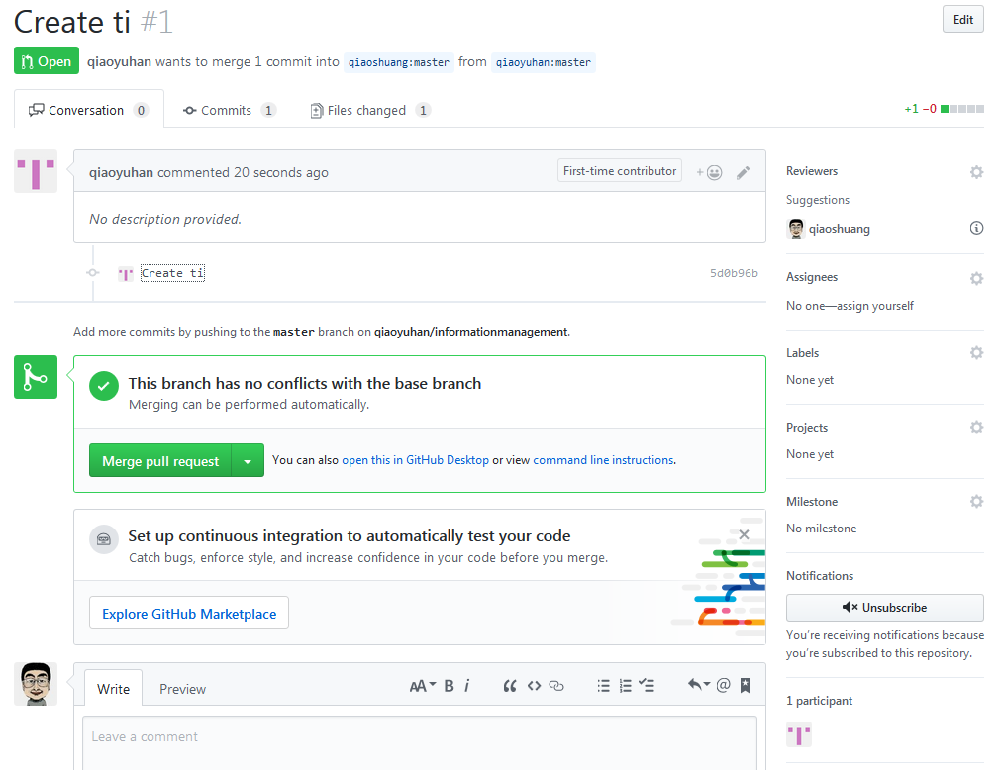 Create ti #1
Edit
Open qiaoyuhan wants to merge 1 commit into qiaoshuang:master from qiaoyuhan:master
Conversation 0 Commits 1 Files changed 1 +1 −0
qiaoyuhan commented 20 seconds ago First-time contributor +
No description provided.
Create ti 5d0b96b
Add more commits by pushing to the master branch on qiaoyuhan/informationmanagement.
This branch has no conflicts with the base branch
Merging can be performed automatically.
Merge pull request You can also open this in GitHub Desktop or view command line instructions.
Set up continuous integration to automatically test your code
Catch bugs, enforce style, and increase confidence in your code before you merge.
Explore GitHub Marketplace
Write Preview AA B i @
Leave a comment
Reviewers
Suggestions
qiaoshuang
Assignees
No one—assign yourself
Labels
None yet
Projects
None yet
Milestone
No milestone
Notifications
Unsubscribe
You're receiving notifications because
you're subscribed to this repository.
1 participant